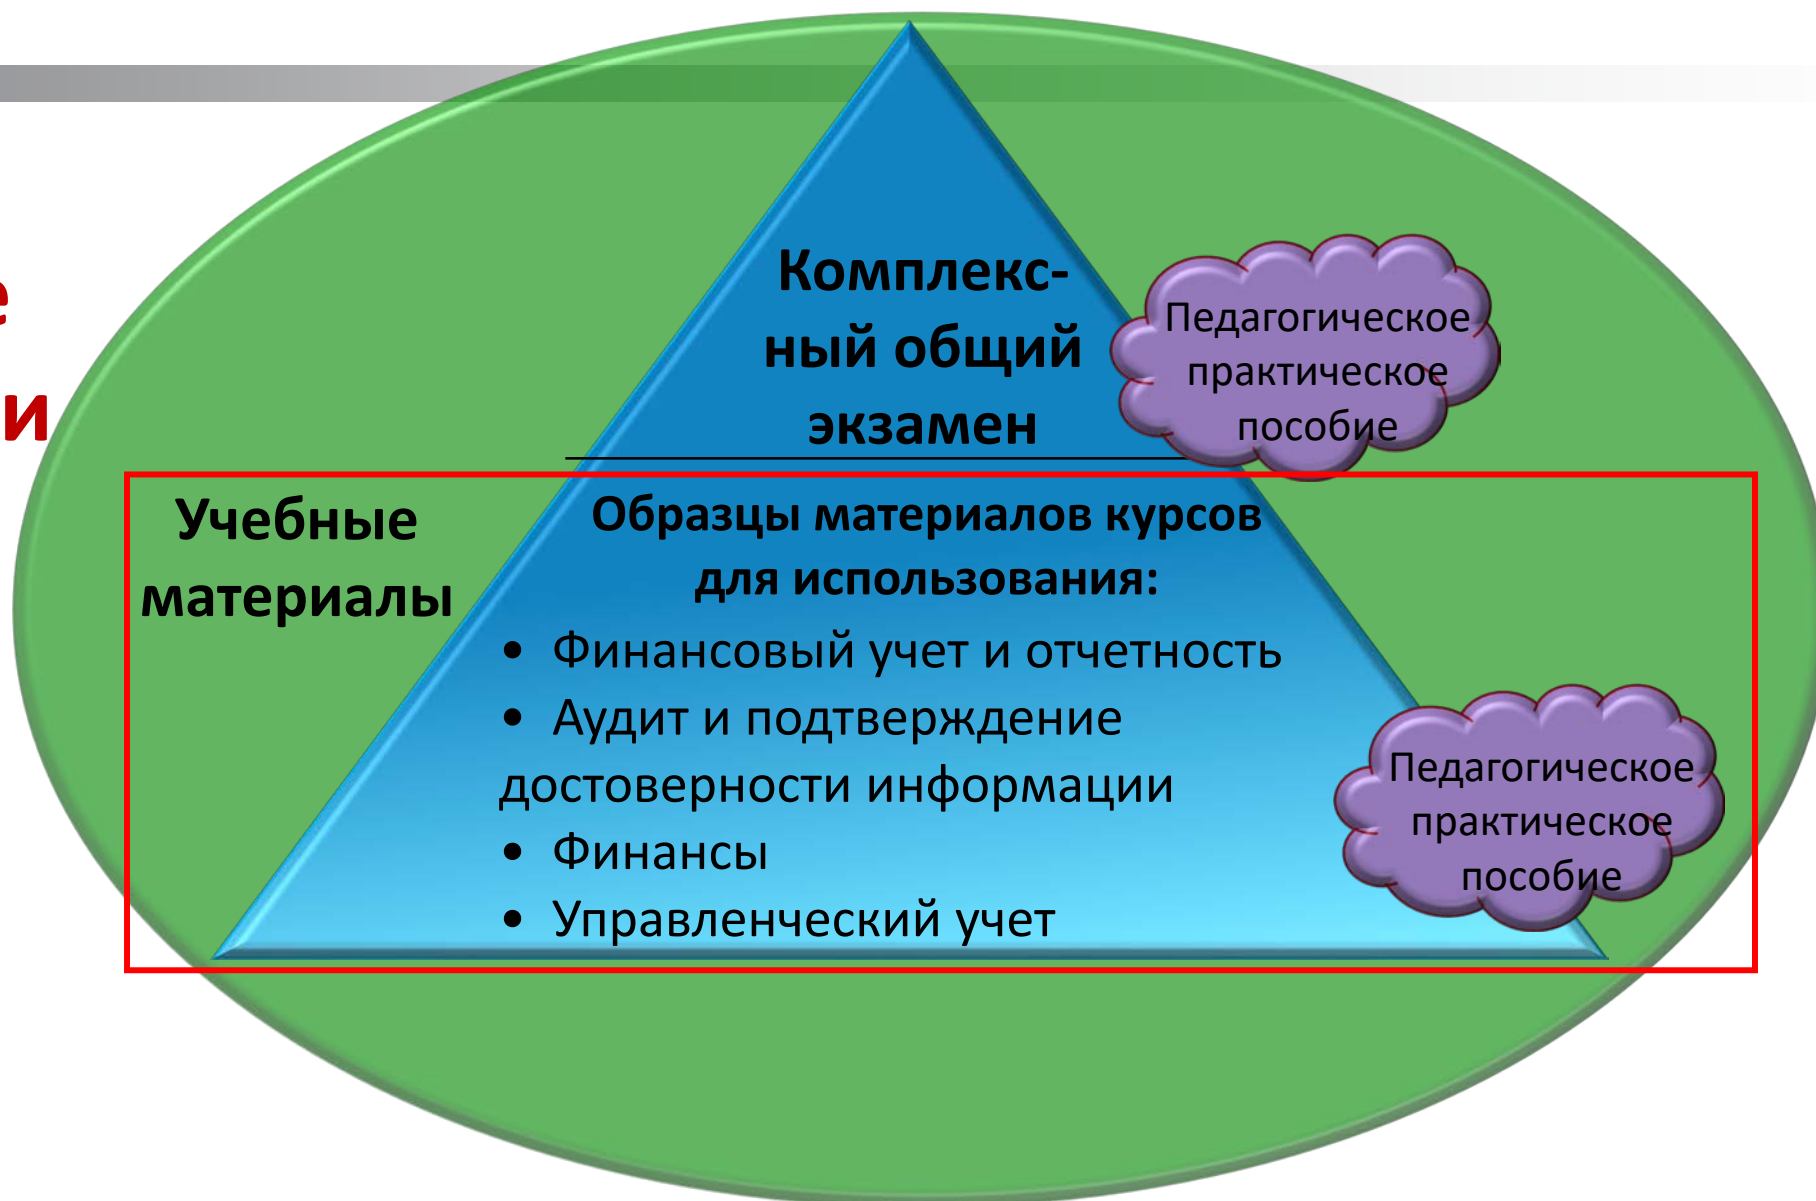 Комплекс-
ный общий
экзамен
Педагогическое
практическое
пособие
Учебные
материалы
Образцы материалов курсов
для использования:
• Финансовый учет и отчетность
• Аудит и подтверждение
достоверности информации
• Финансы
• Управленческий учет
Педагогическое
практическое
пособие